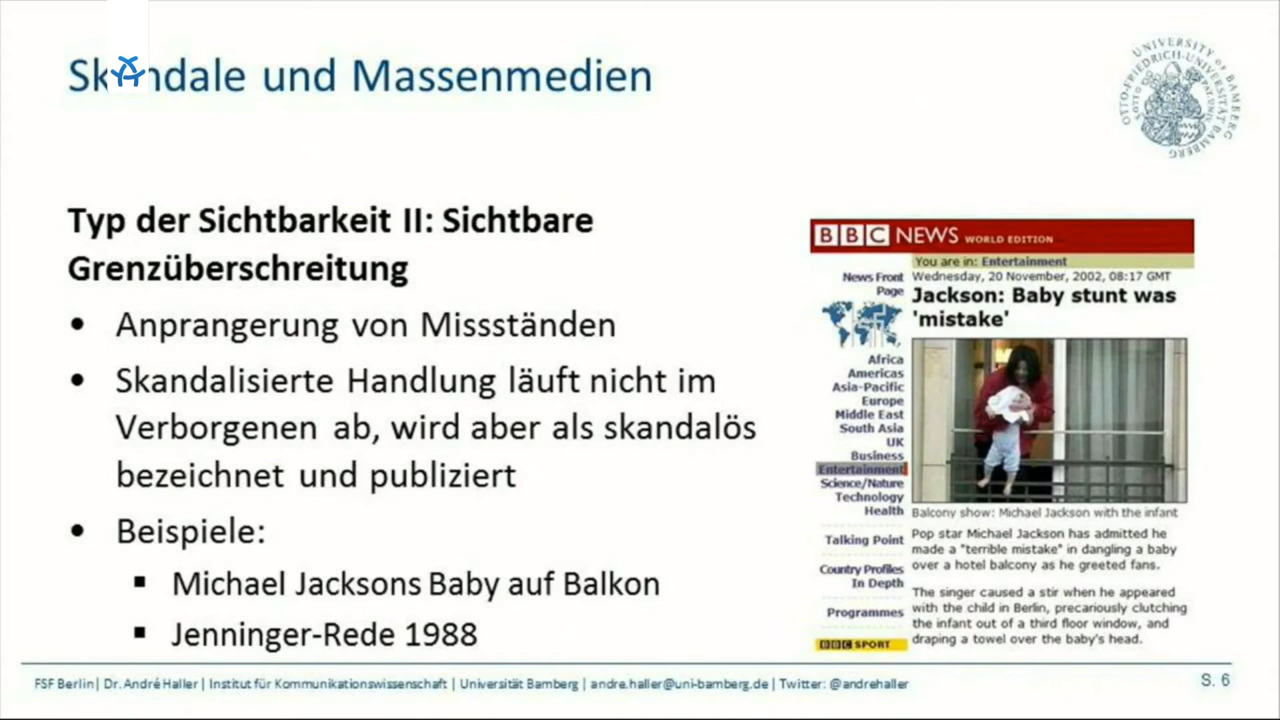 Skandale und Massenmedien
UNIVERSITY OF BAMBERG
OTTO-FRIEDRICH-UNIVERSITÄT BAMBERG
Typ der Sichtbarkeit II: Sichtbare
Grenzüberschreitung
• Anprangerung von Missständen
• Skandalisierte Handlung läuft nicht im
Verborgenen ab, wird aber als skandalös
bezeichnet und publiziert
• Beispiele:
▪ Michael Jacksons Baby auf Balkon
▪ Jenninger-Rede 1988
BBC NEWS WORLD EDITION
You are in: Entertainment
News Front
Page
Africa
Americas
Asia-Pacific
Europe
Middle East
South Asia
UK
Business
Entertainment
Science/Nature
Technology
Health
Talking Point
Country Profiles
In Depth
Programmes
BBC SPORT
Wednesday, 20 November, 2002, 08:17 GMT
Jackson: Baby stunt was
'mistake'
Balcony show: Michael Jackson with the infant
Pop star Michael Jackson has admitted he
made a "terrible mistake" in dangling a baby
over a hotel balcony as he greeted fans.
The singer caused a stir when he appeared
with the child in Berlin, precariously clutching
the infant out of a third floor window, and
draping a towel over the baby's head.
FSF Berlin| Dr. André Haller | Institut für Kommunikationswissenschaft | Universität Bamberg | andre.haller@uni-bamberg.de | Twitter: @andrehaller
S. 6